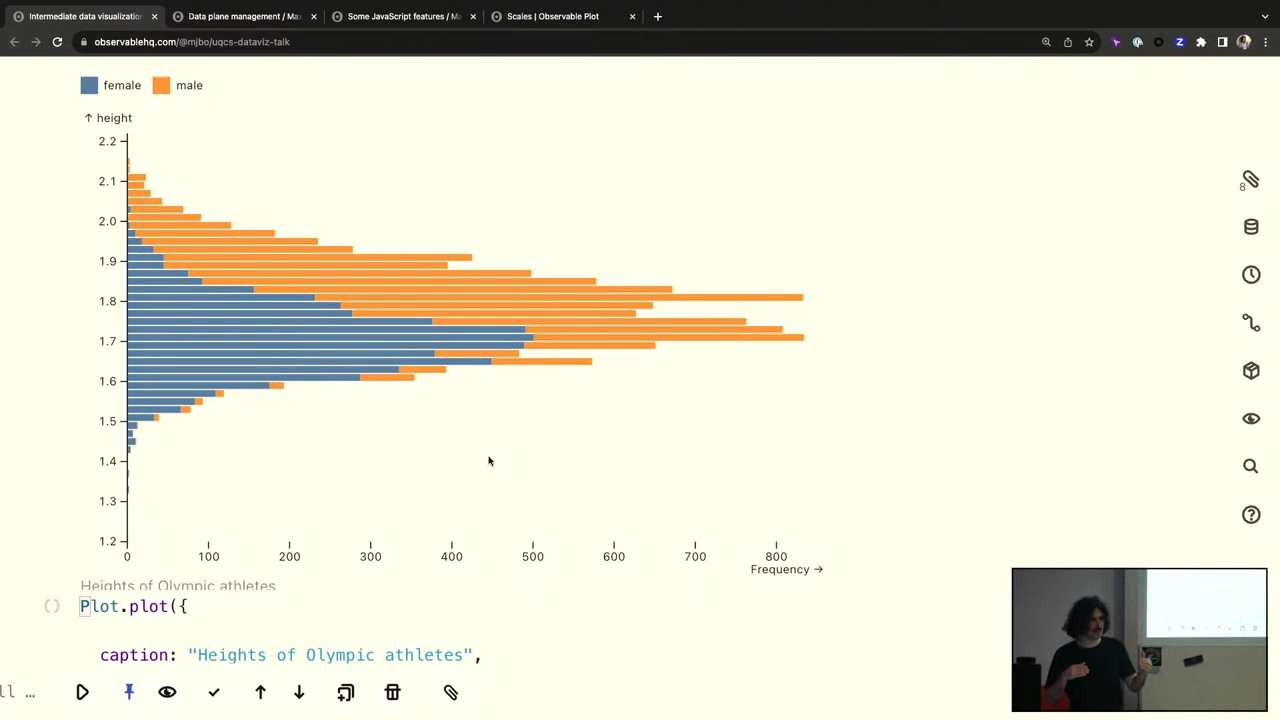 Intermediate data visualizatio
Data plane management / Ma
Some JavaScript features / M
Scales | Observable Plot
observablehq.com/@mjbo/uqcs-dataviz-talk
female
male
↑ height
2.2
2.1
2.0
1.9
1.8
1.7
1.6
1.5
1.4
1.3
1.2
0 100 200 300 400 500 600 700 800
Frequency →
Heights of Olympic athletes
Plot.plot({
caption: "Heights of Olympic athletes",
ll …
8
Z